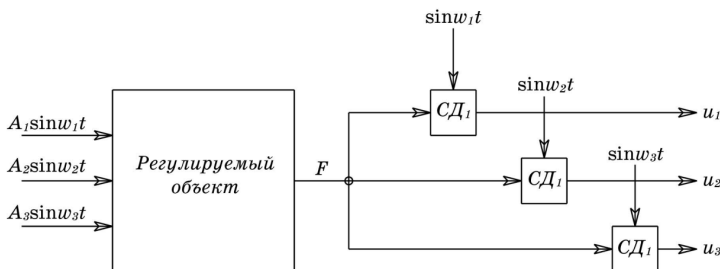 sinw₁t
sinw₂t
СД₁
u₁
A₁sinw₁t
A₂sinw₂t
A₃sinw₃t
Регулируемый
объект
F
sinw₃t
СД₁
u₂
СД₁
u₃